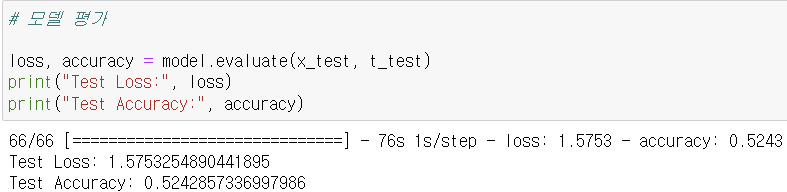 # 모델 평가
loss, accuracy = model.evaluate(x_test, t_test)
print("Test Loss:", loss)
print("Test Accuracy:", accuracy)
66/66 [==============================] - 76s 1s/step - loss: 1.5753 - accuracy: 0.5243
Test Loss: 1.5753254890441895
Test Accuracy: 0.5242857336997986